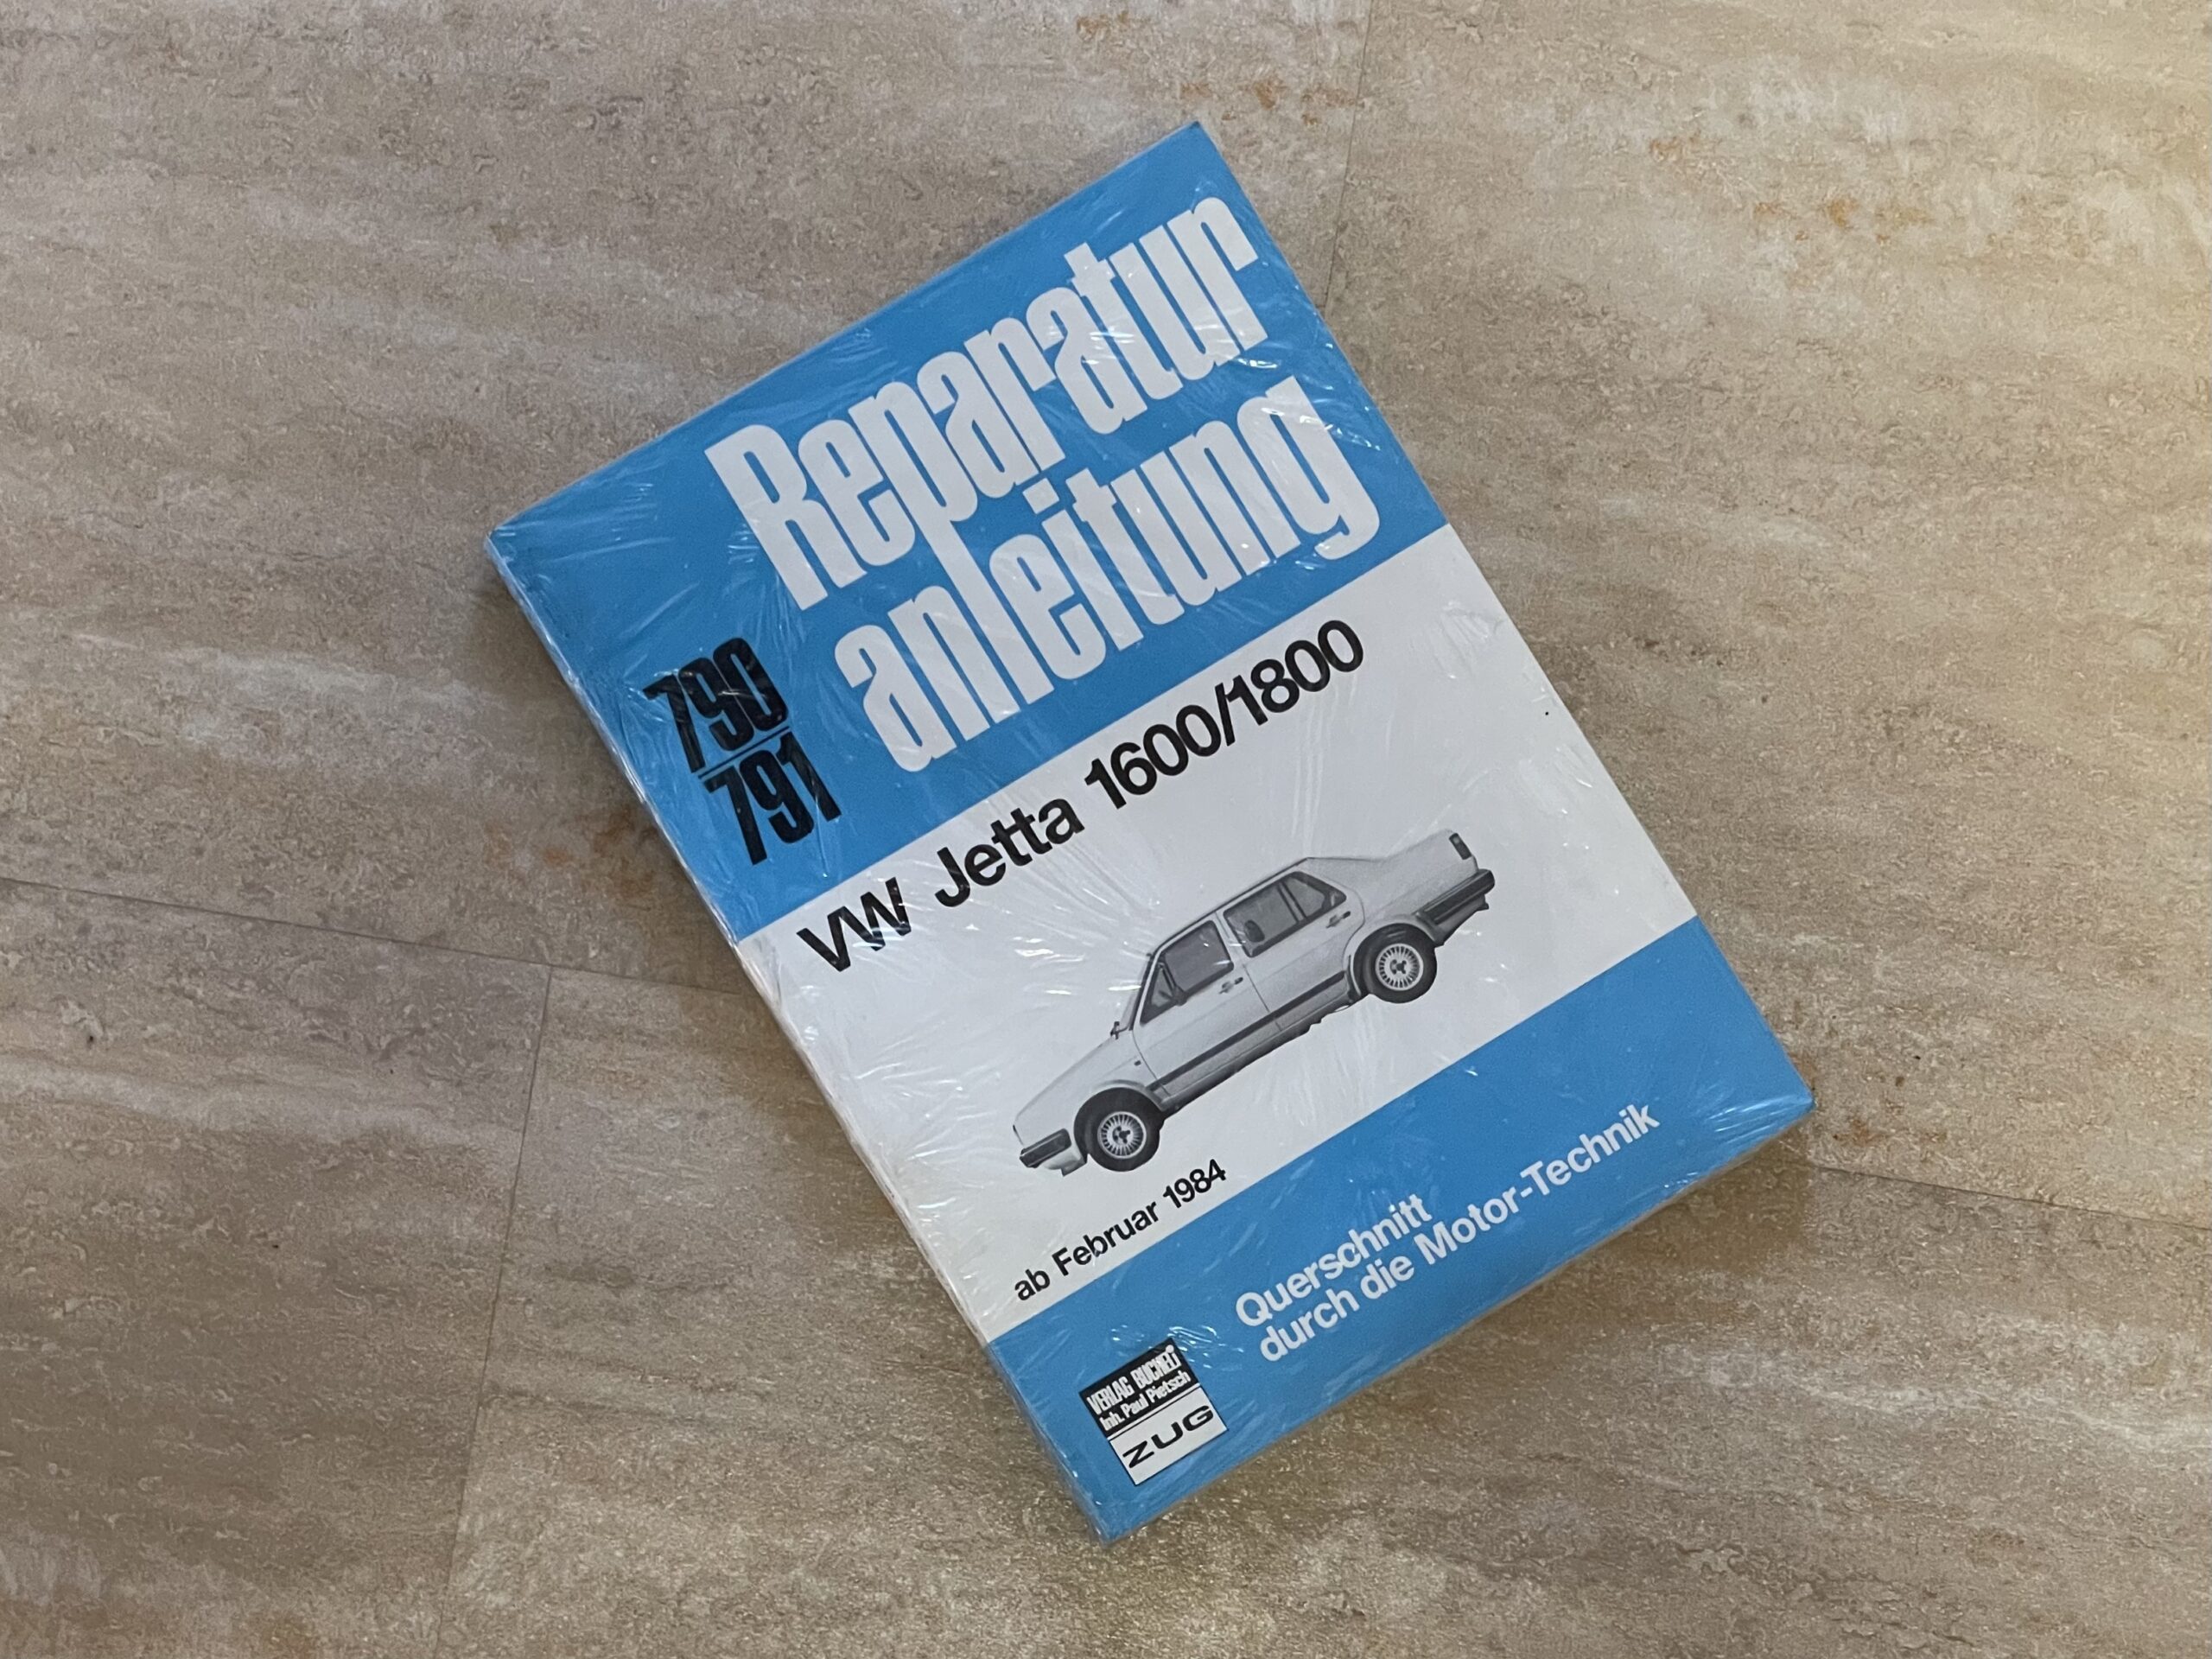 Reparatur
anleitung
790
791
VW Jetta 1600/1800
ab Februar 1984
Querschnitt
durch die Motor-Technik
VERLAG BUCHELI
Inh. Paul Pietsch
ZUG